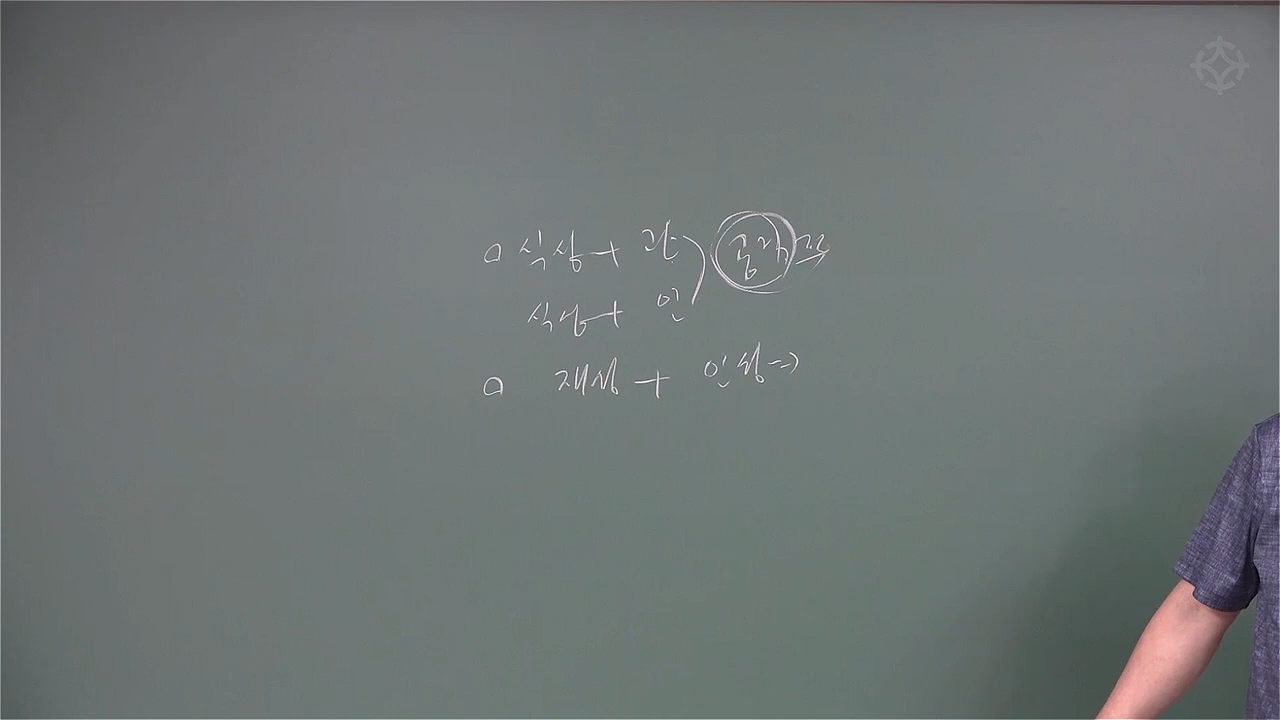 □ 식상 + 관
식상 + 인
□ 재성 + 인성 =>